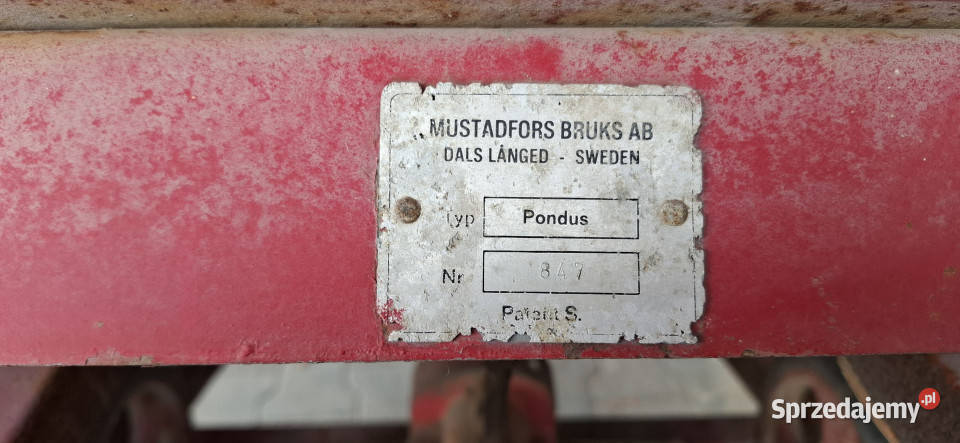 MUSTADFORS BRUKS AB
DALS LÅNGED - SWEDEN
Typ Pondus
Nr 847
Patent S.
Sprzedajemy.pl